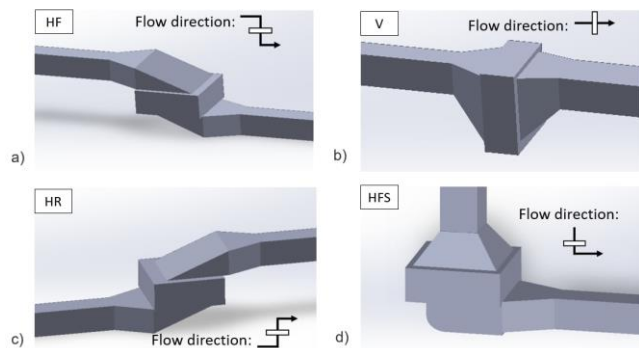 HF
Flow direction:
a)
V
Flow direction:
b)
HR
Flow direction:
c)
HFS
Flow direction:
d)